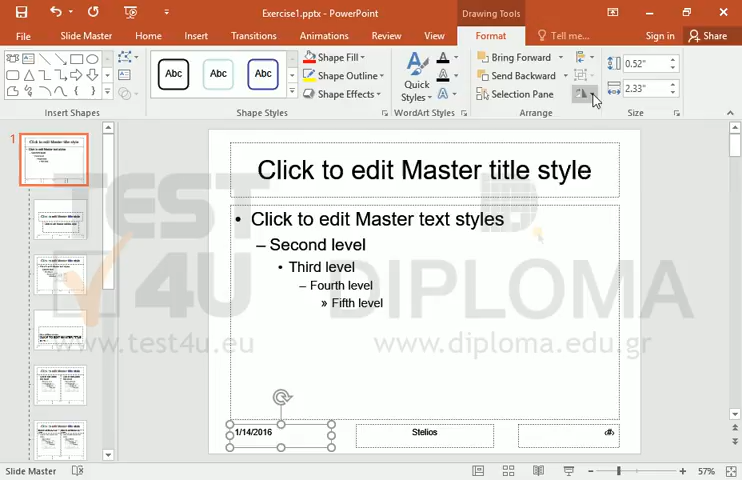 Exercise1.pptx - PowerPoint
Drawing Tools
File
Slide Master
Home
Insert
Transitions
Animations
Review
View
Format
Tell me...
Sign in
Share
Abc
Abc
Abc
Shape Fill
Shape Outline
Shape Effects
Quick
Styles
A
A
A
Bring Forward
Send Backward
Selection Pane
0.52"
2.33"
Insert Shapes
Shape Styles
WordArt Styles
Arrange
Size
1
Click to edit Master title style
• Click to edit Master text styles
– Second level
• Third level
– Fourth level
» Fifth level
TEST
4U
DIPLOMA
www.test4u.eu
www.diploma.edu.gr
1/14/2016
Stelios
‹#›
Slide Master
57%